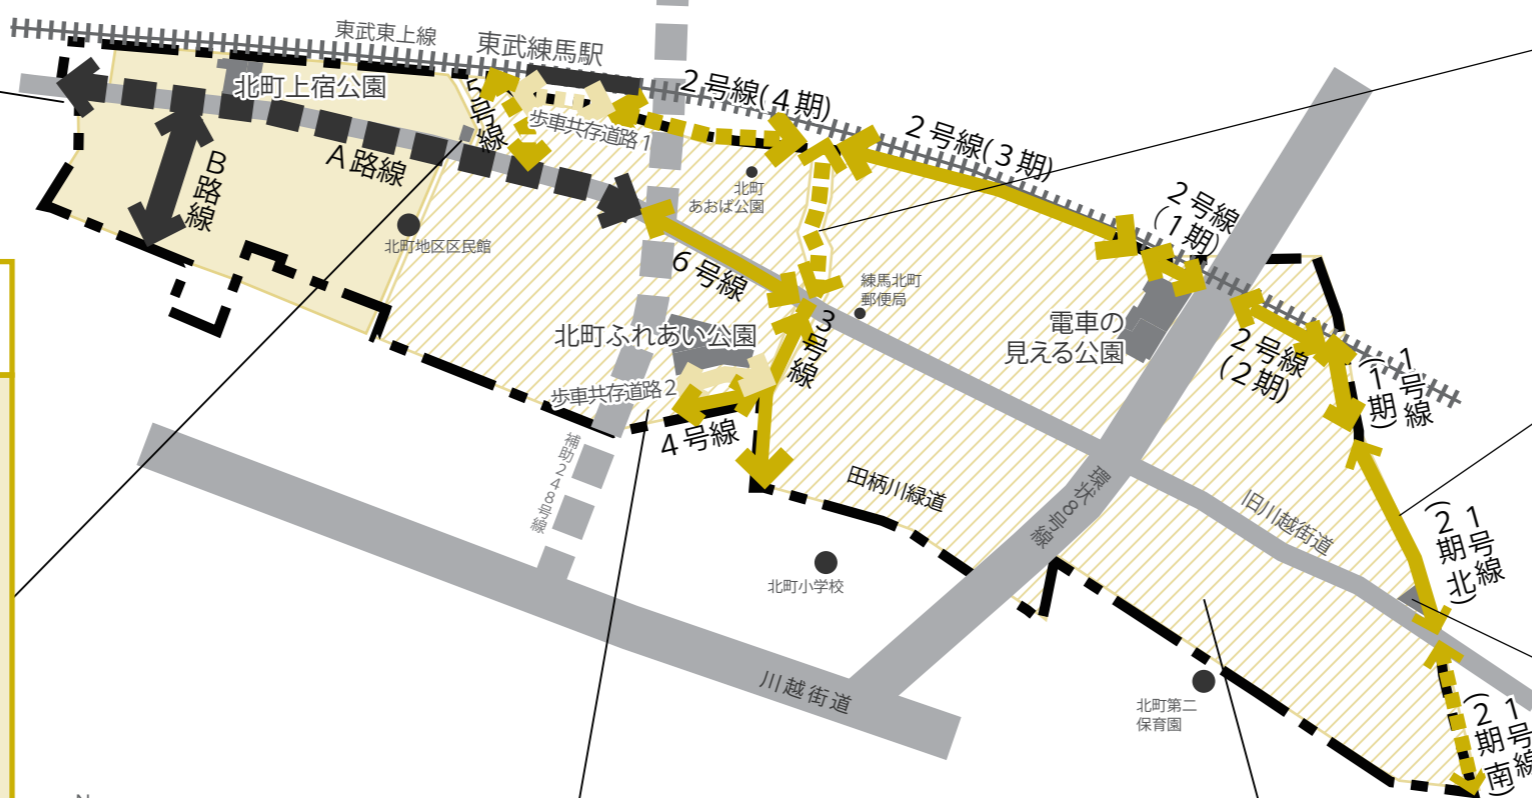 東武東上線
東武練馬駅
北町上宿公園
5号線
歩車共存道路1
2号線(4期)
2号線(3期)
2号線
(1期)
A路線
B路線
北町
あおば公園
北町地区区民館
6号線
練馬北町
郵便局
北町ふれあい公園
3号線
電車の
見える公園
2号線
(2期)
1号線
(1期)
歩車共存道路2
4号線
補助248号線
田柄川緑道
環状8号線
旧川越街道
1号線
(2期北)
北町小学校
川越街道
北町第二
保育園
1号線
(2期南)